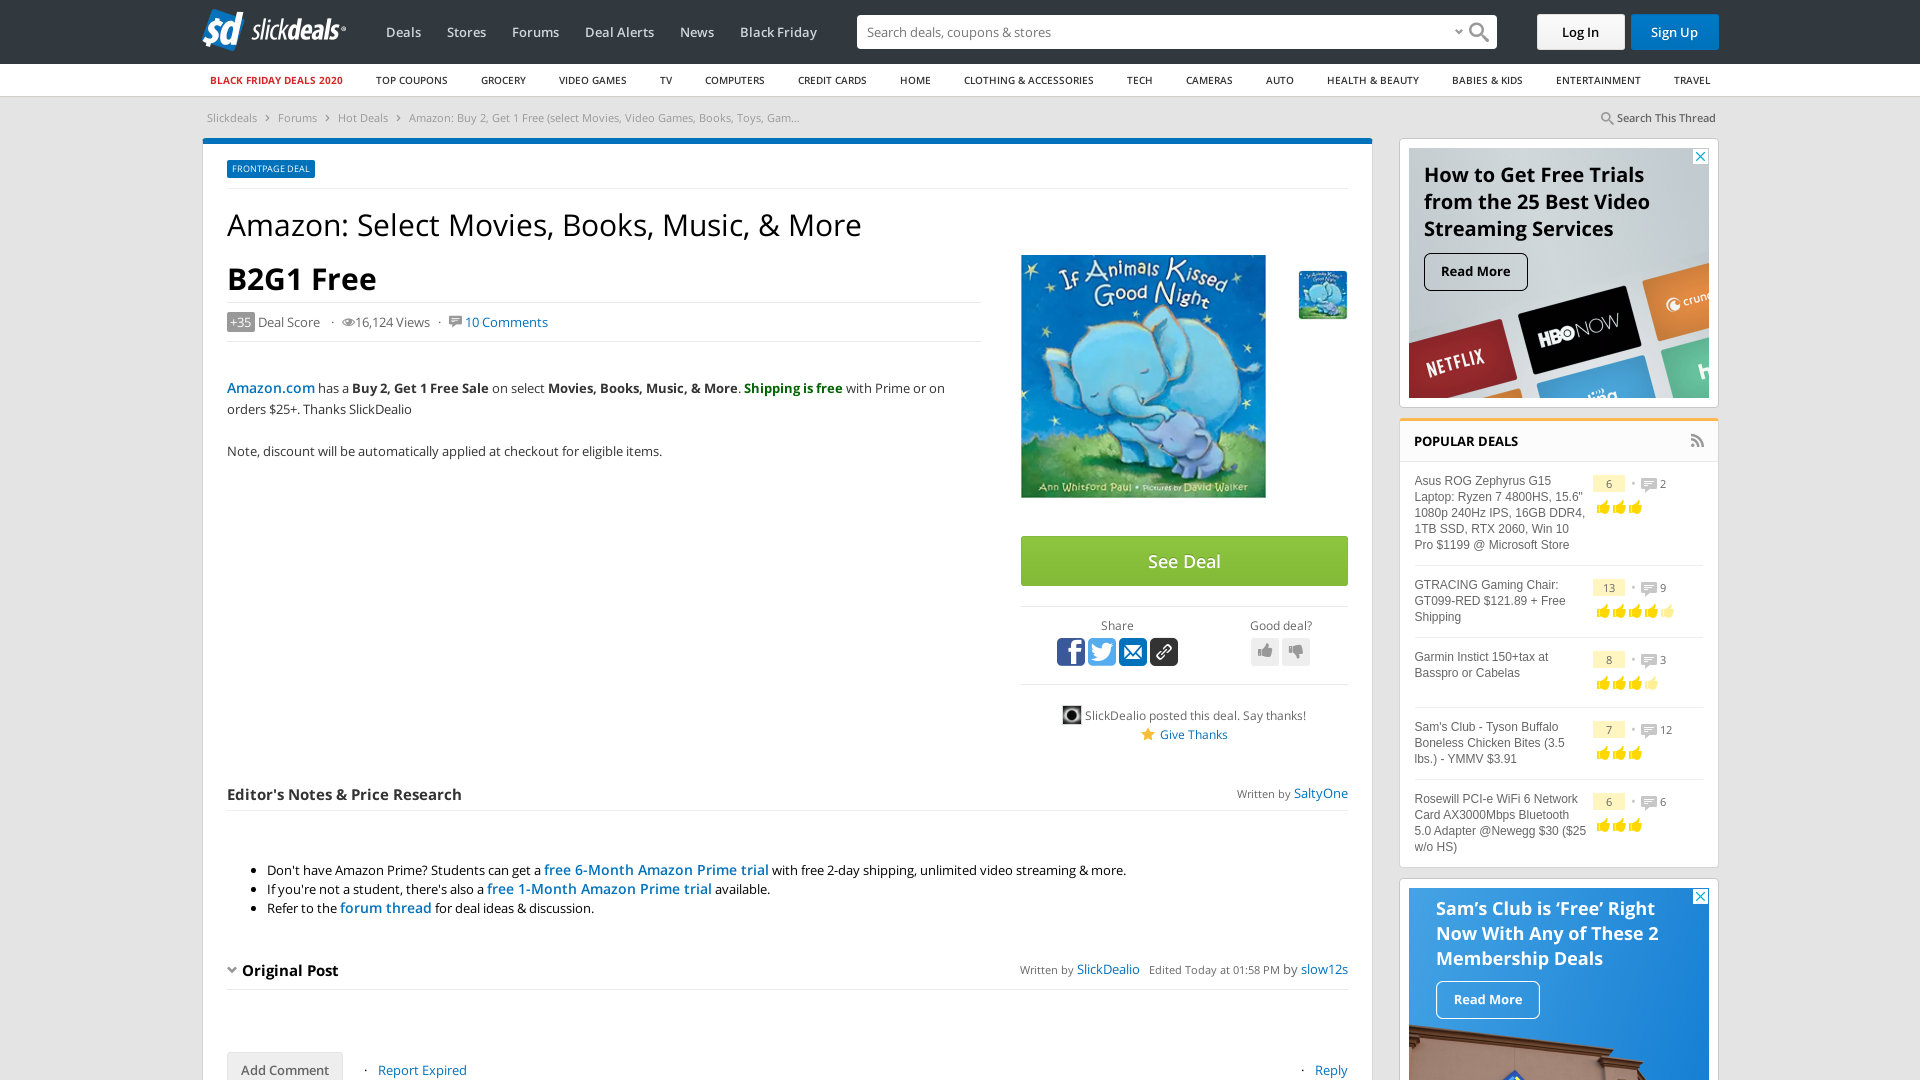 slickdeals
Deals
Stores
Forums
Deal Alerts
News
Black Friday
Search deals, coupons & stores
Log In
Sign Up
BLACK FRIDAY DEALS 2020
TOP COUPONS
GROCERY
VIDEO GAMES
TV
COMPUTERS
CREDIT CARDS
HOME
CLOTHING & ACCESSORIES
TECH
CAMERAS
AUTO
HEALTH & BEAUTY
BABIES & KIDS
ENTERTAINMENT
TRAVEL
Slickdeals › Forums › Hot Deals › Amazon: Buy 2, Get 1 Free (select Movies, Video Games, Books, Toys, Gam...
Search This Thread
FRONTPAGE DEAL
Amazon: Select Movies, Books, Music, & More
B2G1 Free
+35 Deal Score · 16,124 Views · 10 Comments
Amazon.com has a Buy 2, Get 1 Free Sale on select Movies, Books, Music, & More. Shipping is free with Prime or on
orders $25+. Thanks SlickDealio
Note, discount will be automatically applied at checkout for eligible items.
If Animals Kissed
Good Night
Ann Whitford Paul • Pictures by David Walker
See Deal
Share
Good deal?
SlickDealio posted this deal. Say thanks!
Give Thanks
Editor's Notes & Price Research
Written by SaltyOne
Don't have Amazon Prime? Students can get a free 6-Month Amazon Prime trial with free 2-day shipping, unlimited video streaming & more.
If you're not a student, there's also a free 1-Month Amazon Prime trial available.
Refer to the forum thread for deal ideas & discussion.
Original Post
Written by SlickDealio Edited Today at 01:58 PM by slow12s
Add Comment
· Report Expired
· Reply
How to Get Free Trials
from the 25 Best Video
Streaming Services
Read More
NETFLIX
HBO NOW
crunc
POPULAR DEALS
Asus ROG Zephyrus G15
Laptop: Ryzen 7 4800HS, 15.6"
1080p 240Hz IPS, 16GB DDR4,
1TB SSD, RTX 2060, Win 10
Pro $1199 @ Microsoft Store
6 • 2
GTRACING Gaming Chair:
GT099-RED $121.89 + Free
Shipping
13 • 9
Garmin Instict 150+tax at
Basspro or Cabelas
8 • 3
Sam's Club - Tyson Buffalo
Boneless Chicken Bites (3.5
lbs.) - YMMV $3.91
7 • 12
Rosewill PCI-e WiFi 6 Network
Card AX3000Mbps Bluetooth
5.0 Adapter @Newegg $30 ($25
w/o HS)
6 • 6
Sam's Club is ‘Free’ Right
Now With Any of These 2
Membership Deals
Read More